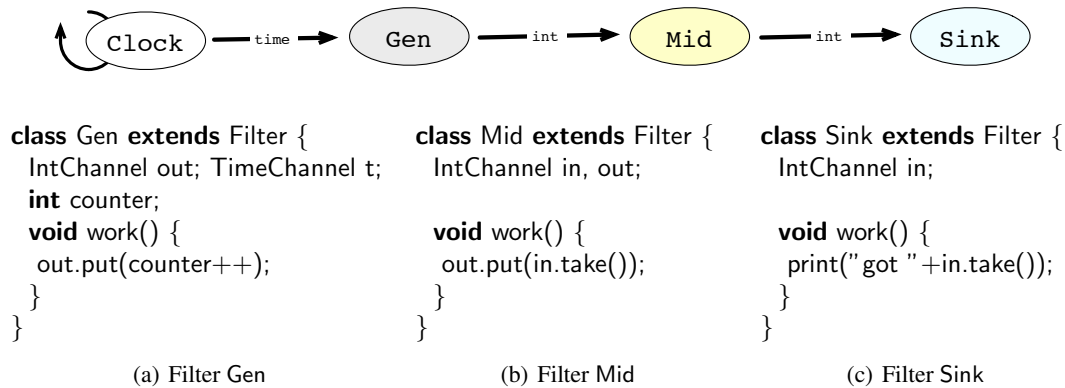 Clock time Gen int Mid int Sink
class Gen extends Filter {
IntChannel out; TimeChannel t;
int counter;
void work() {
out.put(counter++);
}
}
(a) Filter Gen
class Mid extends Filter {
IntChannel in, out;
void work() {
out.put(in.take());
}
}
(b) Filter Mid
class Sink extends Filter {
IntChannel in;
void work() {
print("got "+in.take());
}
}
(c) Filter Sink